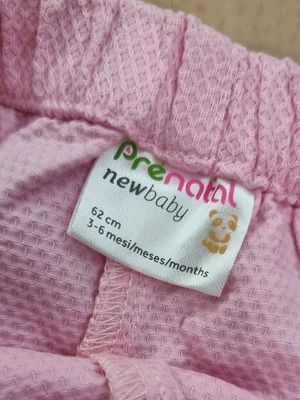 Prenatal
newbaby
62 cm
3-6 mesi/meses/months